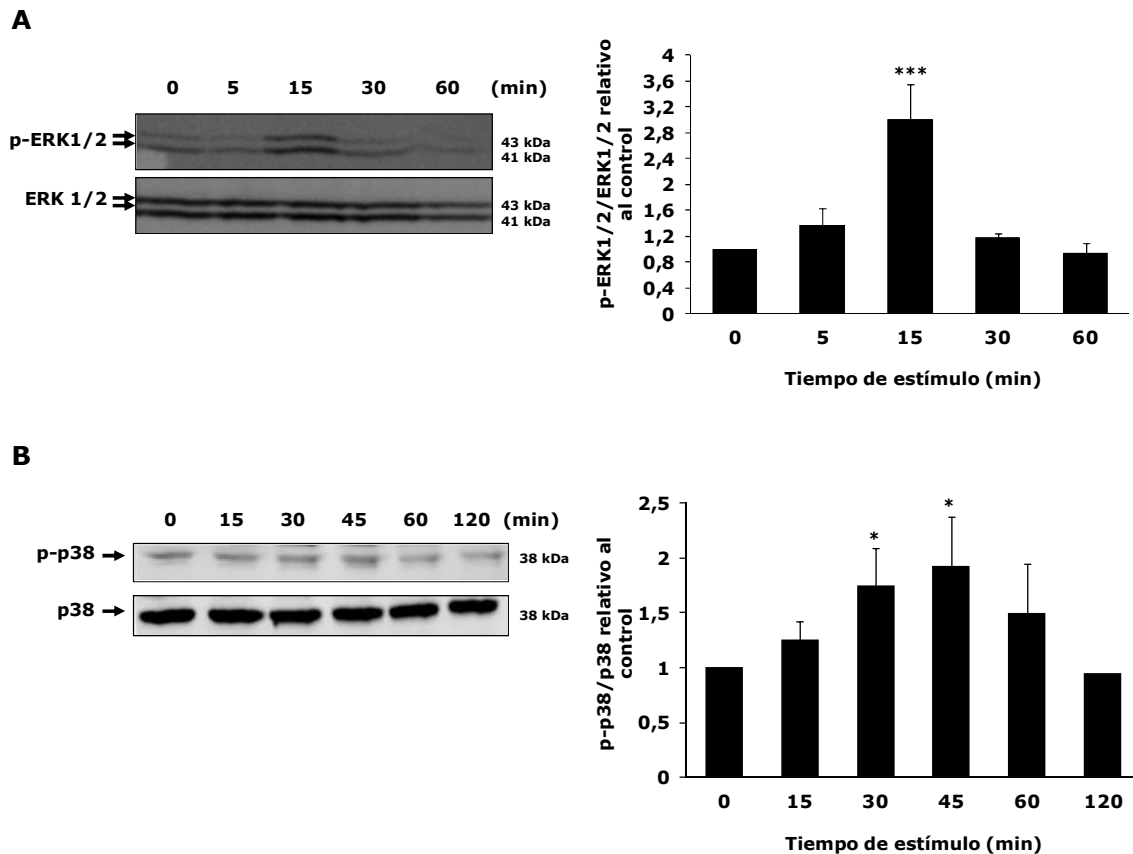 A
0 5 15 30 60 (min)
p-ERK1/2
43 kDa
41 kDa
ERK 1/2
43 kDa
41 kDa
p-ERK1/2/ERK1/2 relativo
al control
4
3,6
3,2
2,8
2,4
2
1,6
1,2
0,8
0,4
0
***
0 5 15 30 60
Tiempo de estímulo (min)
B
0 15 30 45 60 120 (min)
p-p38
38 kDa
p38
38 kDa
p-p38/p38 relativo al
control
2,5
2
1,5
1
0,5
0
* *
0 15 30 45 60 120
Tiempo de estímulo (min)